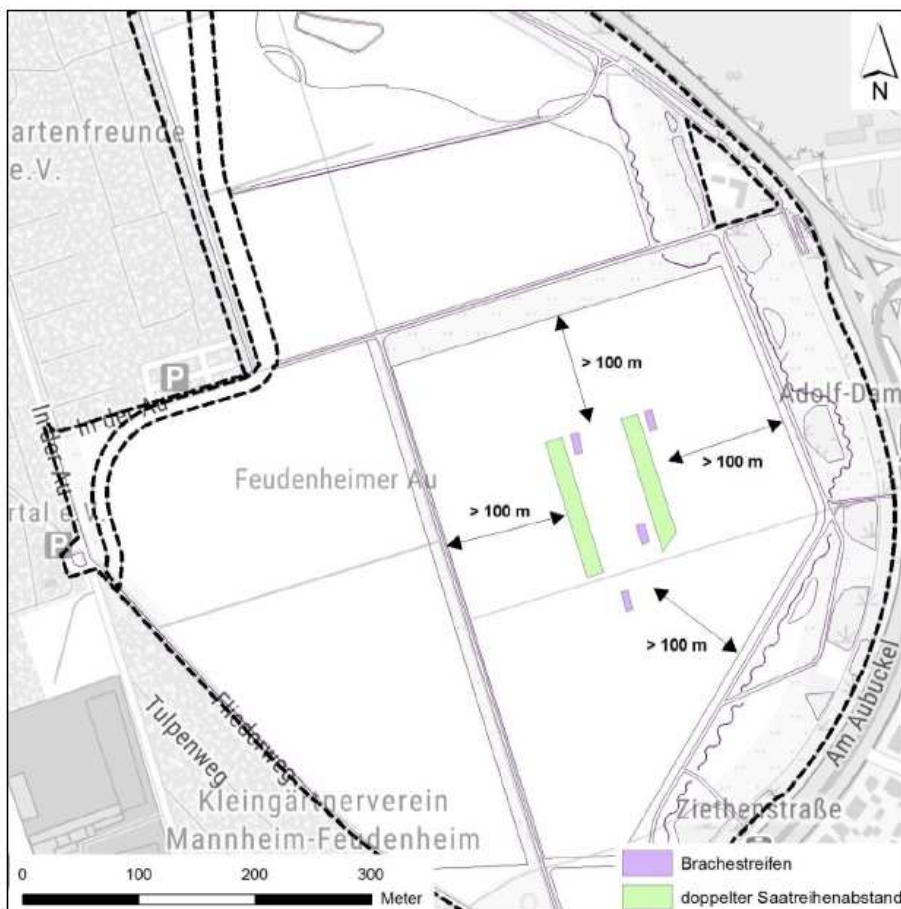 N
artenfreunde
e.V.
P
In der Au
In der Au
> 100 m
Adolf-Dam
> 100 m
Feudenheimer Au
> 100 m
rtal e.V.
P
> 100 m
Am Aubuckel
Fliederweg
Tulpenweg
Kleingärtnerverein
Mannheim-Feudenheim
Ziethenstraße
0 100 200 300
Meter
Brachestreifen
doppelter Saatreihenabstand